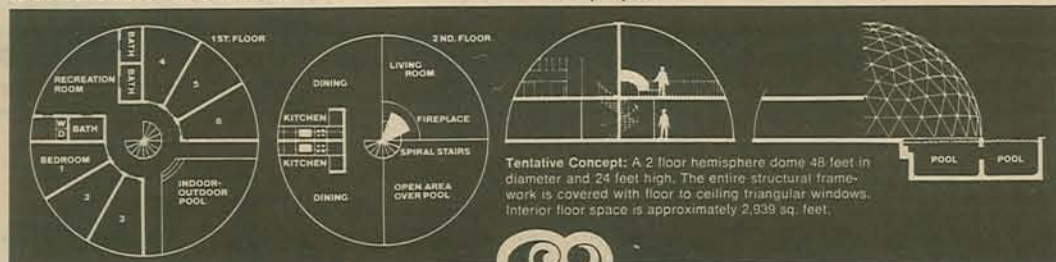 1ST. FLOOR
BATH
BATH
4
5
6
RECREATION
ROOM
W
D
BATH
BEDROOM
1
2
3
INDOOR-
OUTDOOR
POOL
2ND. FLOOR
LIVING
ROOM
DINING
KITCHEN
FIREPLACE
KITCHEN
SPIRAL STAIRS
DINING
OPEN AREA
OVER POOL
Tentative Concept: A 2 floor hemisphere dome 48 feet in
diameter and 24 feet high. The entire structural frame-
work is covered with floor to ceiling triangular windows.
Interior floor space is approximately 2,939 sq. feet.
POOL
POOL